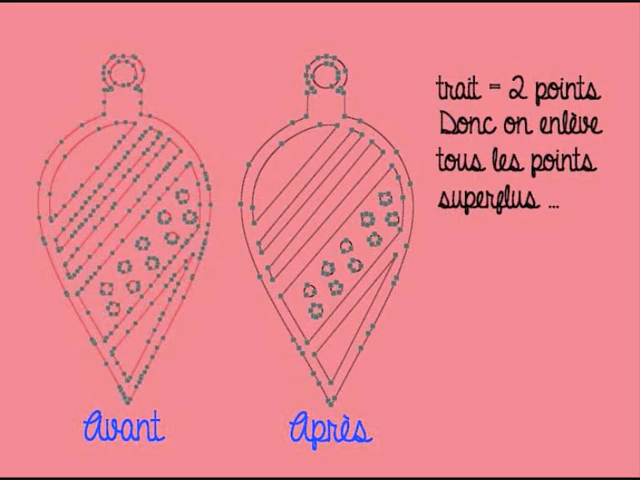 trait = 2 points
Donc on enlève
tous les points
superflus ...
Avant
Après